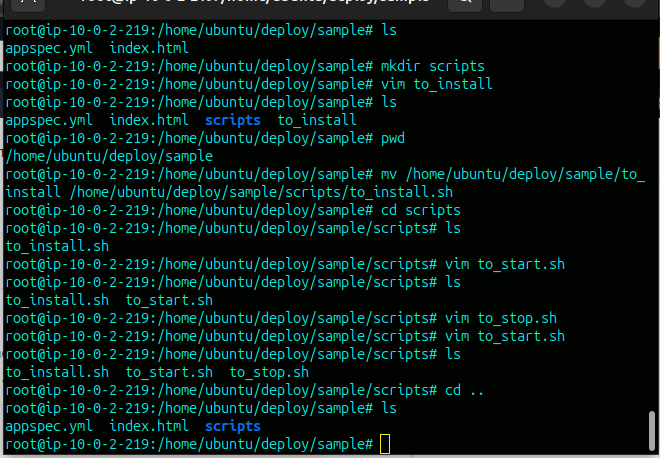 root@ip-10-0-2-219:/home/ubuntu/deploy/sample# ls
appspec.yml  index.html
root@ip-10-0-2-219:/home/ubuntu/deploy/sample# mkdir scripts
root@ip-10-0-2-219:/home/ubuntu/deploy/sample# vim to_install
root@ip-10-0-2-219:/home/ubuntu/deploy/sample# ls
appspec.yml  index.html  scripts  to_install
root@ip-10-0-2-219:/home/ubuntu/deploy/sample# pwd
/home/ubuntu/deploy/sample
root@ip-10-0-2-219:/home/ubuntu/deploy/sample# mv /home/ubuntu/deploy/sample/to_
install /home/ubuntu/deploy/sample/scripts/to_install.sh
root@ip-10-0-2-219:/home/ubuntu/deploy/sample# cd scripts
root@ip-10-0-2-219:/home/ubuntu/deploy/sample/scripts# ls
to_install.sh
root@ip-10-0-2-219:/home/ubuntu/deploy/sample/scripts# vim to_start.sh
root@ip-10-0-2-219:/home/ubuntu/deploy/sample/scripts# ls
to_install.sh  to_start.sh
root@ip-10-0-2-219:/home/ubuntu/deploy/sample/scripts# vim to_stop.sh
root@ip-10-0-2-219:/home/ubuntu/deploy/sample/scripts# vim to_start.sh
root@ip-10-0-2-219:/home/ubuntu/deploy/sample/scripts# ls
to_install.sh  to_start.sh  to_stop.sh
root@ip-10-0-2-219:/home/ubuntu/deploy/sample/scripts# cd ..
root@ip-10-0-2-219:/home/ubuntu/deploy/sample# ls
appspec.yml  index.html  scripts
root@ip-10-0-2-219:/home/ubuntu/deploy/sample#